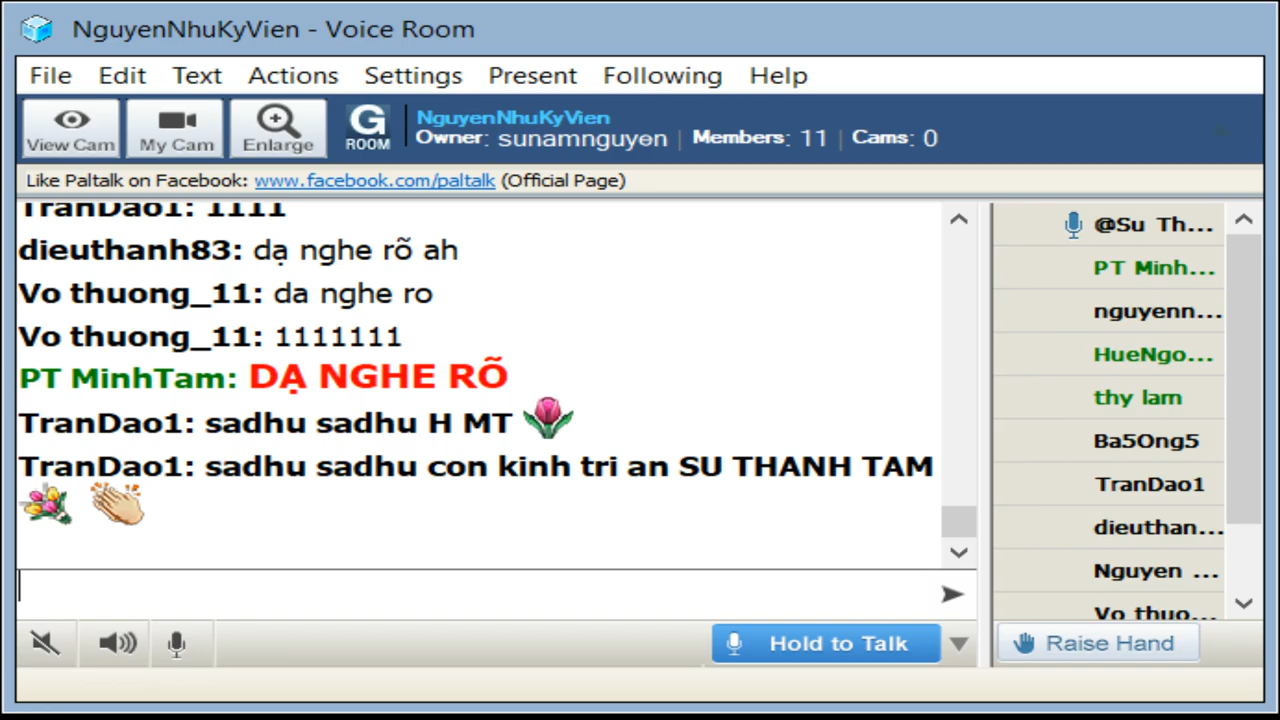 NguyenNhuKyVien - Voice Room
File Edit Text Actions Settings Present Following Help
View Cam My Cam Enlarge G ROOM NguyenNhuKyVien
Owner: sunamnguyen | Members: 11 | Cams: 0
Like Paltalk on Facebook: www.facebook.com/paltalk (Official Page)
TranDao1: 1111
dieuthanh83: dạ nghe rõ ah
Vo thuong_11: da nghe ro
Vo thuong_11: 1111111
PT MinhTam: DẠ NGHE RÕ
TranDao1: sadhu sadhu H MT
TranDao1: sadhu sadhu con kinh tri an SU THANH TAM
@Su Th...
PT Minh...
nguyenn...
HueNgo...
thy lam
Ba5Ong5
TranDao1
dieuthan...
Nguyen ...
Vo thuo...
Hold to Talk
Raise Hand